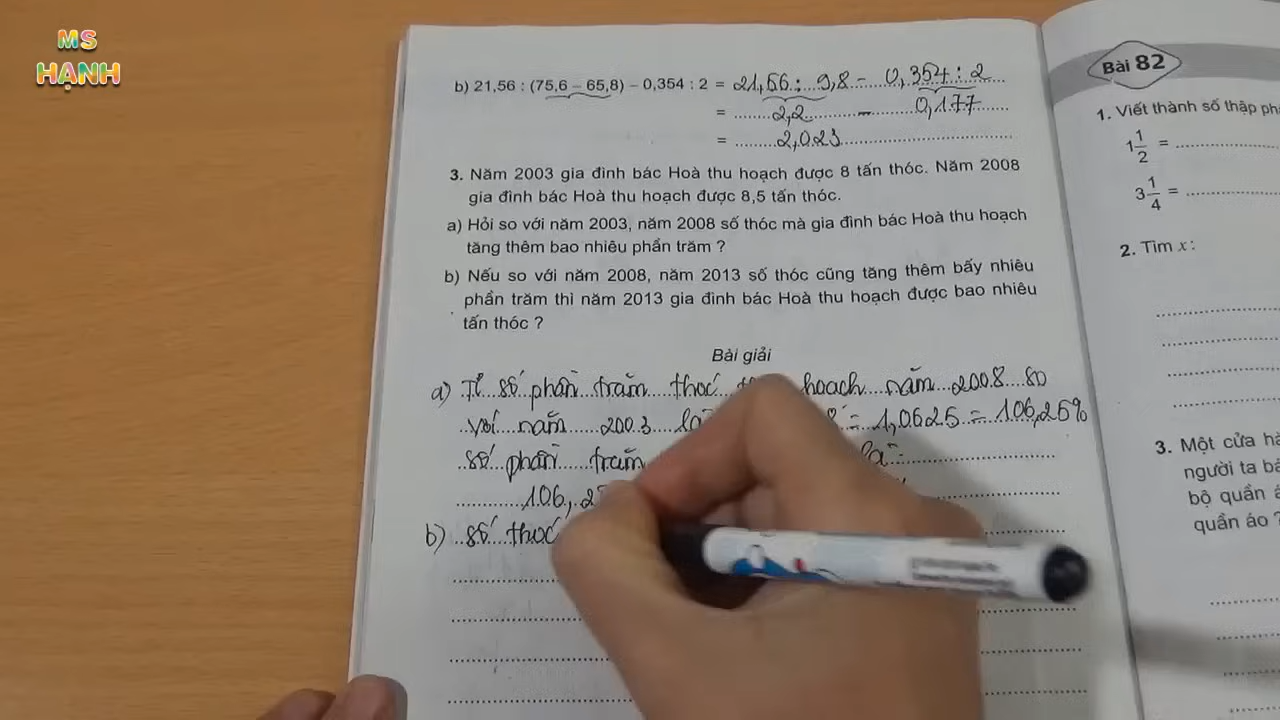 MS
HẠNH
b) 21,56 : (75,6 – 65,8) – 0,354 : 2 = 21,56 : 9,8 – 0,354 : 2
= 2,2 – 0,177
= 2,023
3. Năm 2003 gia đình bác Hoà thu hoạch được 8 tấn thóc. Năm 2008
gia đình bác Hoà thu hoạch được 8,5 tấn thóc.
a) Hỏi so với năm 2003, năm 2008 số thóc mà gia đình bác Hoà thu hoạch
tăng thêm bao nhiêu phần trăm ?
b) Nếu so với năm 2008, năm 2013 số thóc cũng tăng thêm bấy nhiêu
phần trăm thì năm 2013 gia đình bác Hoà thu hoạch được bao nhiêu
tấn thóc ?
Bài giải
a) Tỉ số phần trăm thóc hoạch năm 2008 so
với năm 2003 là 8 = 1,0625 = 106,25%
số phần trăm là:
106,2
b) số thóc
Bài 82
1. Viết thành số thập ph
1 1/2 =
3 1/4 =
2. Tìm x :
3. Một cửa hà
người ta bá
bộ quần á
quần áo ?